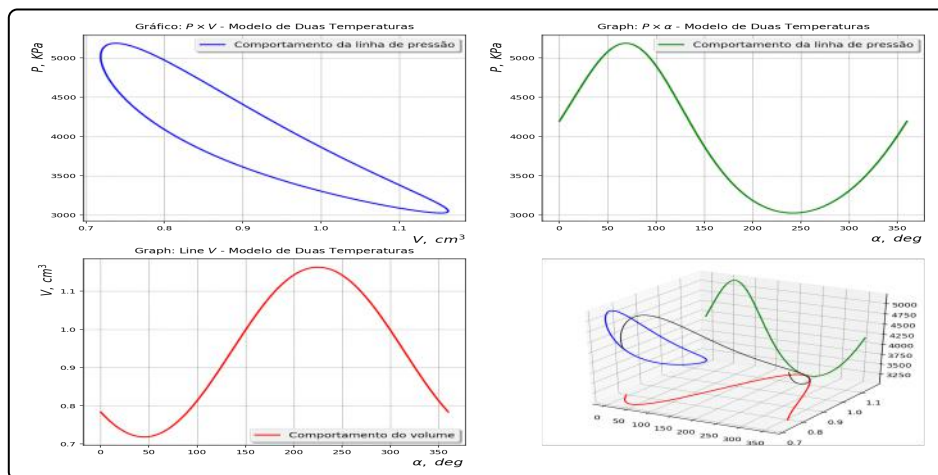 Gráfico: P x V - Modelo de Duas Temperaturas
P, KPa
Comportamento da linha de pressão
5000
4500
4000
3500
3000
0.7 0.8 0.9 1.0 1.1
V, cm³
Graph: P x α - Modelo de Duas Temperaturas
P, KPa
Comportamento da linha de pressão
5000
4500
4000
3500
3000
0 50 100 150 200 250 300 350
α, deg
Graph: Line V - Modelo de Duas Temperaturas
V, cm³
1.1
1.0
0.9
0.8
0.7
Comportamento do volume
0 50 100 150 200 250 300 350
α, deg
5000
4750
4500
4250
4000
3750
3500
3250
0 50 100 150 200 250 300 350
0.7 0.8 0.9 1.0 1.1